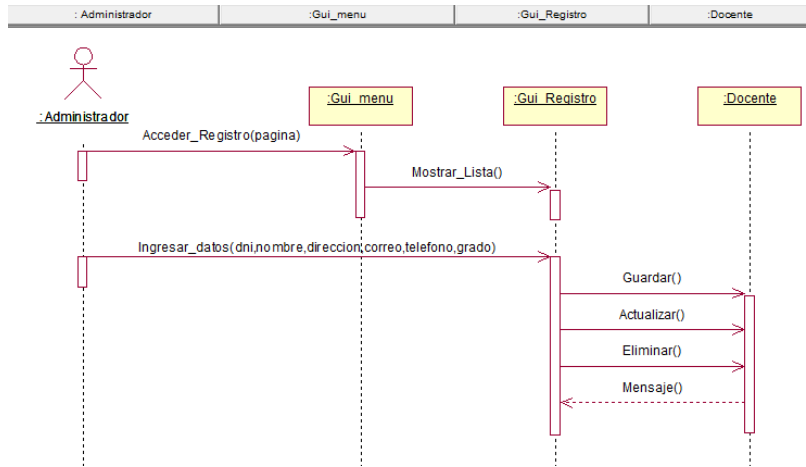 : Administrador
:Gui_menu
:Gui_Registro
:Docente
: Administrador
:Gui_menu
:Gui_Registro
:Docente
Acceder_Registro(pagina)
Mostrar_Lista()
Ingresar_datos(dni,nombre,direccion,correo,telefono,grado)
Guardar()
Actualizar()
Eliminar()
Mensaje()